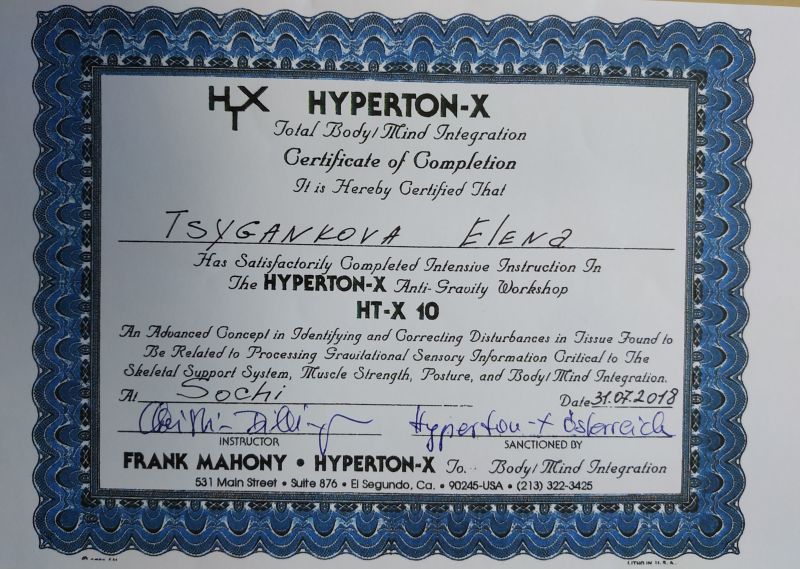 HTX HYPERTON-X
Total Body/Mind Integration
Certificate of Completion
It is Hereby Certified That
TSYGANKOVA Elena
Has Satisfactorily Completed Intensive Instruction In
The HYPERTON-X Anti-Gravity Workshop
HT-X 10
An Advanced Concept in Identifying and Correcting Disturbances in Tissue Found to
Be Related to Processing Gravitational Sensory Information Critical to The
Skeletal Support System, Muscle Strength, Posture, and Body/Mind Integration.
At Sochi Date 31.07.2018
Hyperton-X Österreich
INSTRUCTOR SANCTIONED BY
FRANK MAHONY • HYPERTON-X To.. Body/Mind Integration
531 Main Street • Suite 876 • El Segundo, Ca. • 90245-USA • (213) 322-3425
LITHO IN U.S.A.